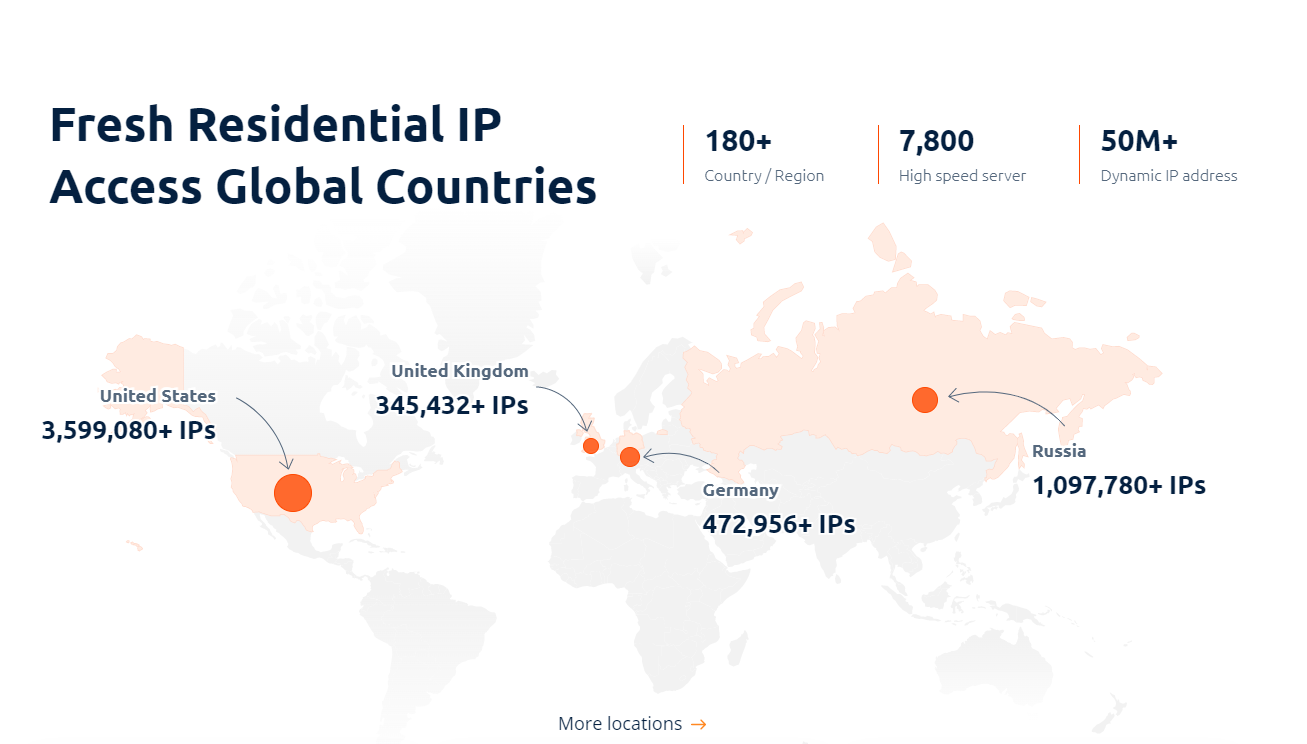 Fresh Residential IP
Access Global Countries
180+
Country / Region
7,800
High speed server
50M+
Dynamic IP address
United States
3,599,080+ IPs
United Kingdom
345,432+ IPs
Germany
472,956+ IPs
Russia
1,097,780+ IPs
More locations →